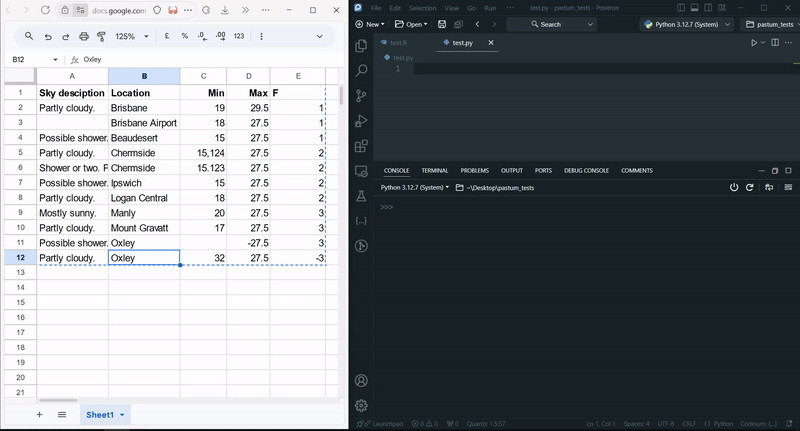 docs.google.com
125%
£ % .0 .00 123
B12 fx Oxley
A B C D E
1 Sky desciption Location Min Max F
2 Partly cloudy. Brisbane 19 29.5 1
3 Brisbane Airport 18 27.5 1
4 Possible shower. Beaudesert 15 27.5 1
5 Partly cloudy. Chermside 15,124 27.5 2
6 Shower or two. F Chermside 15.123 27.5 2
7 Possible shower. Ipswich 15 27.5 2
8 Partly cloudy. Logan Central 18 27.5 2
9 Mostly sunny. Manly 20 27.5 3
10 Partly cloudy. Mount Gravatt 17 27.5 3
11 Possible shower. Oxley -27.5 3
12 Partly cloudy. Oxley 32 27.5 -3
13
14
15
16
17
18
19
20
21
Sheet1
File Edit Selection View Go Run ··· test.py - pastum_tests - Positron
New Open Search Python 3.12.7 (System) pastum_tests
test.R test.py
test.py
1
CONSOLE TERMINAL PROBLEMS OUTPUT PORTS DEBUG CONSOLE COMMENTS
Python 3.12.7 (System) ~\Desktop\pastum_tests
>>>
Launchpad 0 0 0 Quarto: 1.5.57 Ln 1, Col 1 Spaces: 4 UTF-8 CRLF Python Codeium: {...}